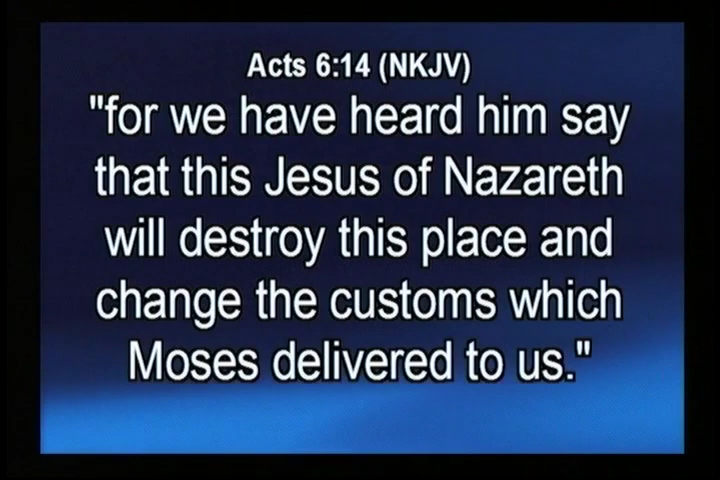 Acts 6:14 (NKJV)
"for we have heard him say
that this Jesus of Nazareth
will destroy this place and
change the customs which
Moses delivered to us."